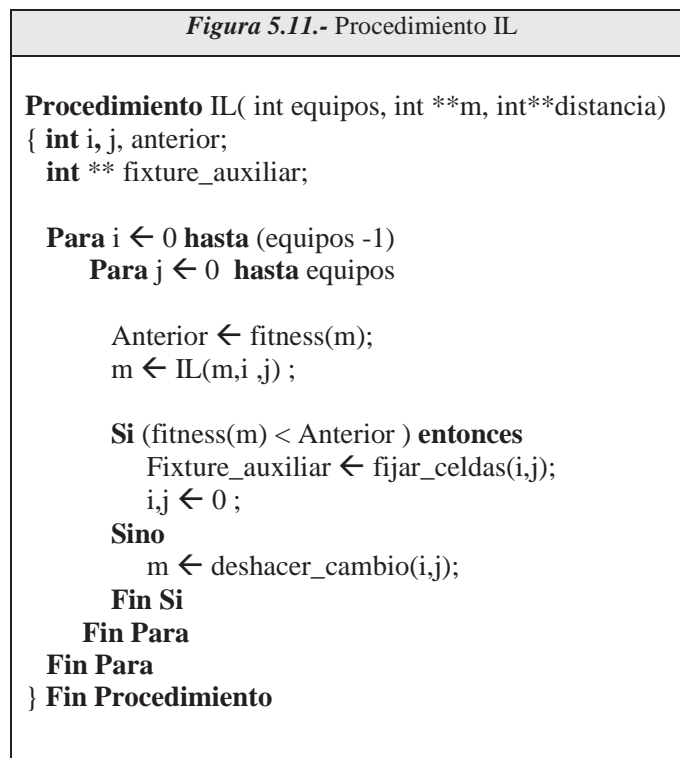 Figura 5.11.- Procedimiento IL
Procedimiento IL( int equipos, int **m, int**distancia)
{ int i, j, anterior;
int ** fixture_auxiliar;
Para i ← 0 hasta (equipos -1)
Para j ← 0 hasta equipos
Anterior ← fitness(m);
m ← IL(m,i ,j) ;
Si (fitness(m) < Anterior ) entonces
Fixture_auxiliar ← fijar_celdas(i,j);
i,j ← 0 ;
Sino
m ← deshacer_cambio(i,j);
Fin Si
Fin Para
Fin Para
} Fin Procedimiento